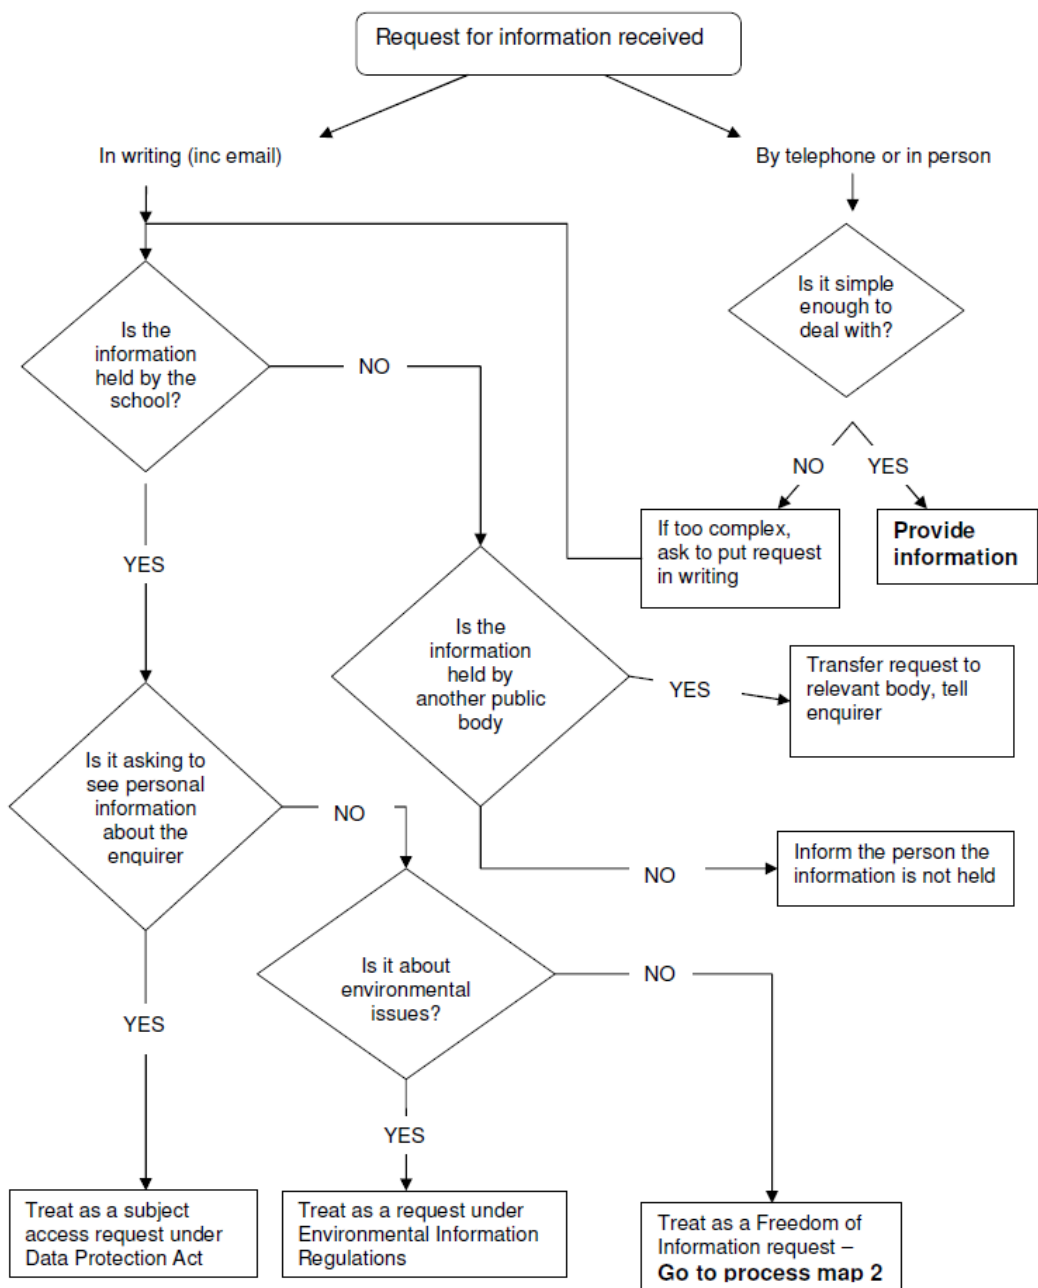 Request for information received
In writing (inc email)
By telephone or in person
Is it simple
enough to
deal with?
Is the
information
held by the
school?
NO
NO
YES
If too complex,
ask to put request
in writing
Provide
information
YES
Is the
information
held by
another public
body
YES
Transfer request to
relevant body, tell
enquirer
Is it asking to
see personal
information
about the
enquirer
NO
NO
Inform the person the
information is not held
Is it about
environmental
issues?
NO
YES
YES
Treat as a subject
access request under
Data Protection Act
Treat as a request under
Environmental Information
Regulations
Treat as a Freedom of
Information request –
Go to process map 2